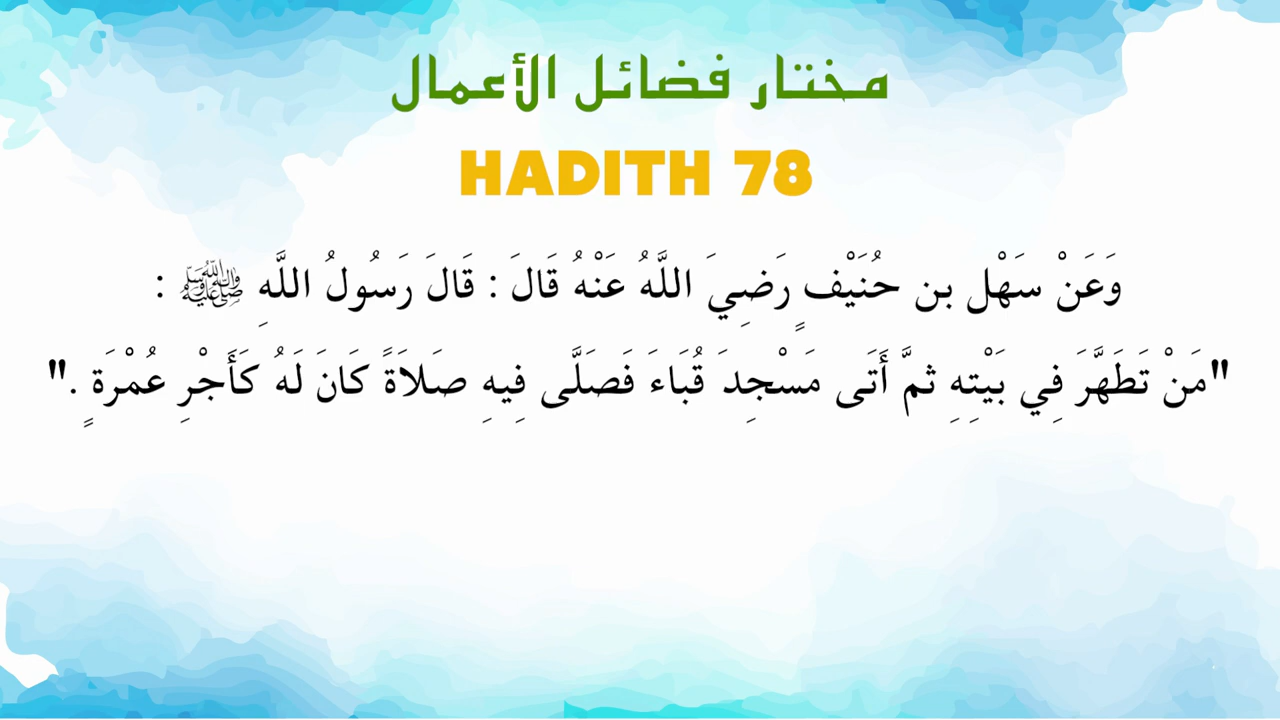 مختار فضائل الأعمال
HADITH 78
وَعَنْ سَهْل بن حُنَيْفٍ رَضِيَ اللَّهُ عَنْهُ قَالَ : قَالَ رَسُولُ اللَّهِ ﷺ :
"مَنْ تَطَهَّرَ فِي بَيْتِهِ ثمَّ أَتَى مَسْجِدَ قُبَاءَ فَصَلَّى فِيهِ صَلاَةً كَانَ لَهُ كَأَجْرِ عُمْرَةٍ ."